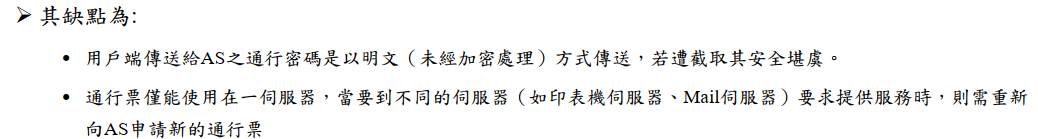 ➢ 其缺點為:
• 用戶端傳送給AS之通行密碼是以明文（未經加密處理）方式傳送，若遭截取其安全堪虞。
• 通行票僅能使用在一伺服器，當要到不同的伺服器（如印表機伺服器、Mail伺服器）要求提供服務時，則需重新
向AS申請新的通行票